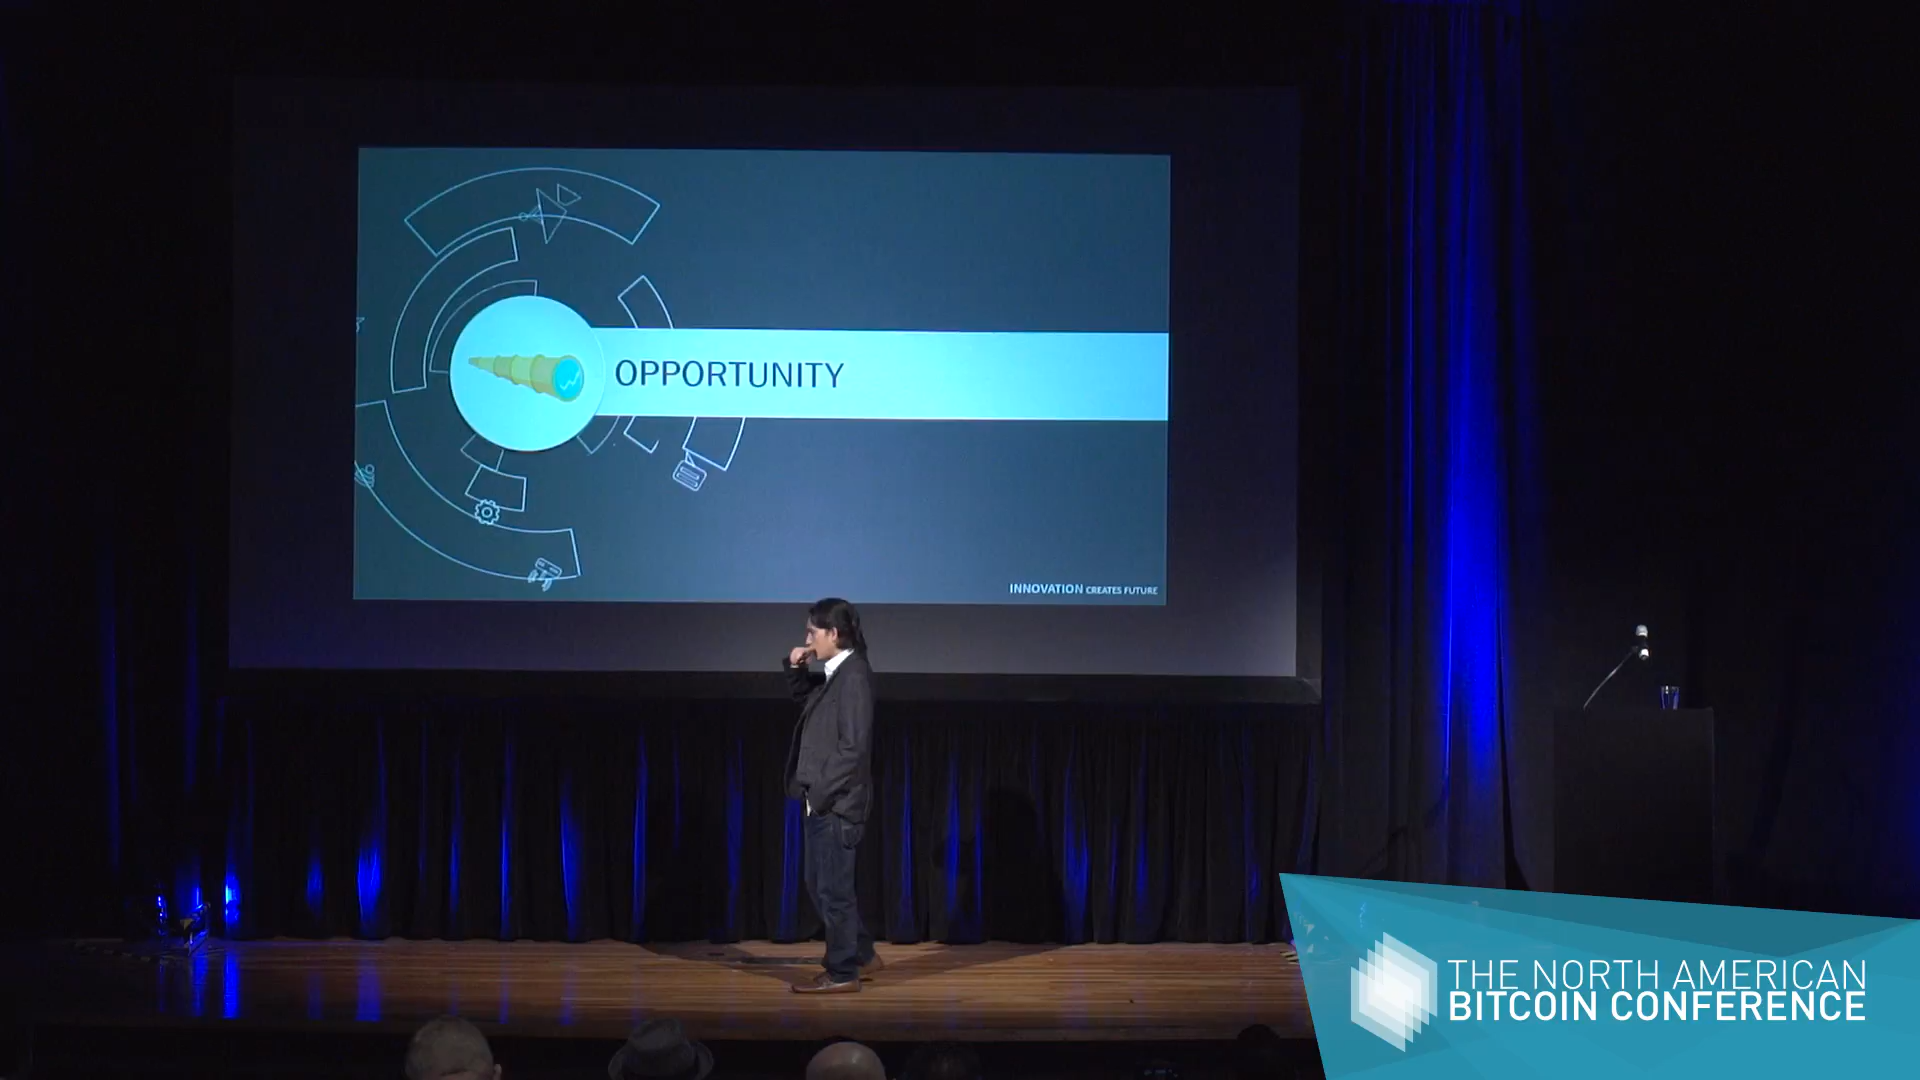 OPPORTUNITY
INNOVATION CREATES FUTURE
THE NORTH AMERICAN
BITCOIN CONFERENCE